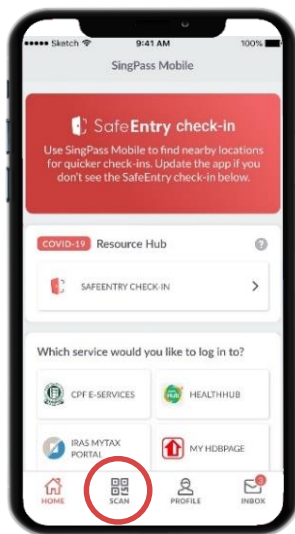 Sketch 9:41 AM 100%
SingPass Mobile
SafeEntry check-in
Use SingPass Mobile to find nearby locations
for quicker check-ins. Update the app if you
don't see the SafeEntry check-in below.
COVID-19 Resource Hub ?
SAFEENTRY CHECK-IN >
Which service would you like to log in to?
CPF E-SERVICES
HEALTHHUB
IRAS MYTAX
PORTAL
MY HDBPAGE
HOME SCAN PROFILE INBOX